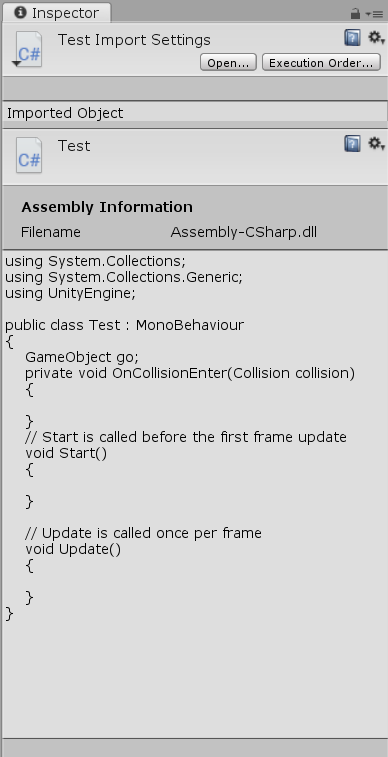 Inspector
C#
Test Import Settings
Open...
Execution Order...
Imported Object
C#
Test
Assembly Information
Filename Assembly-CSharp.dll
using System.Collections;
using System.Collections.Generic;
using UnityEngine;
public class Test : MonoBehaviour
{
GameObject go;
private void OnCollisionEnter(Collision collision)
{
}
// Start is called before the first frame update
void Start()
{
}
// Update is called once per frame
void Update()
{
}
}